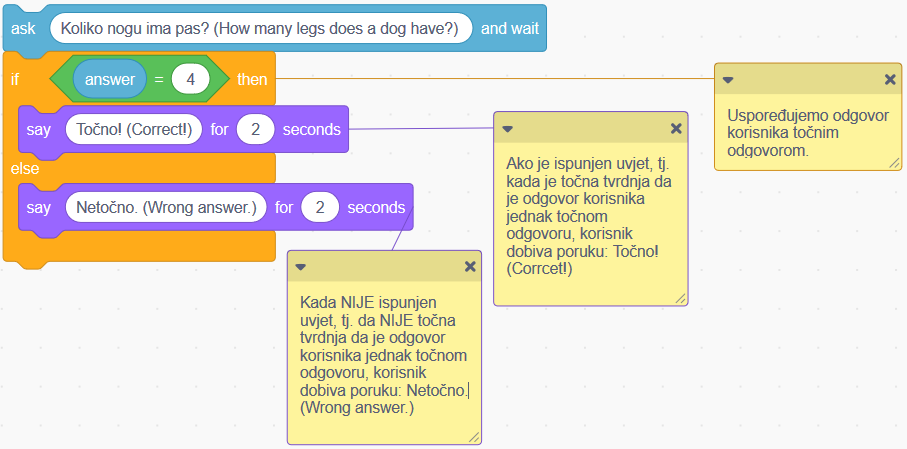 ask Koliko nogu ima pas? (How many legs does a dog have?) and wait
if answer = 4 then
say Točno! (Correct!) for 2 seconds
else
say Netočno. (Wrong answer.) for 2 seconds
Uspoređujemo odgovor
korisnika točnim
odgovorom.
Ako je ispunjen uvjet, tj.
kada je točna tvrdnja da
je odgovor korisnika
jednak točnom
odgovoru, korisnik
dobiva poruku: Točno!
(Corrcet!)
Kada NIJE ispunjen
uvjet, tj. da NIJE točna
tvrdnja da je odgovor
korisnika jednak točnom
odgovoru, korisnik
dobiva poruku: Netočno.
(Wrong answer.)